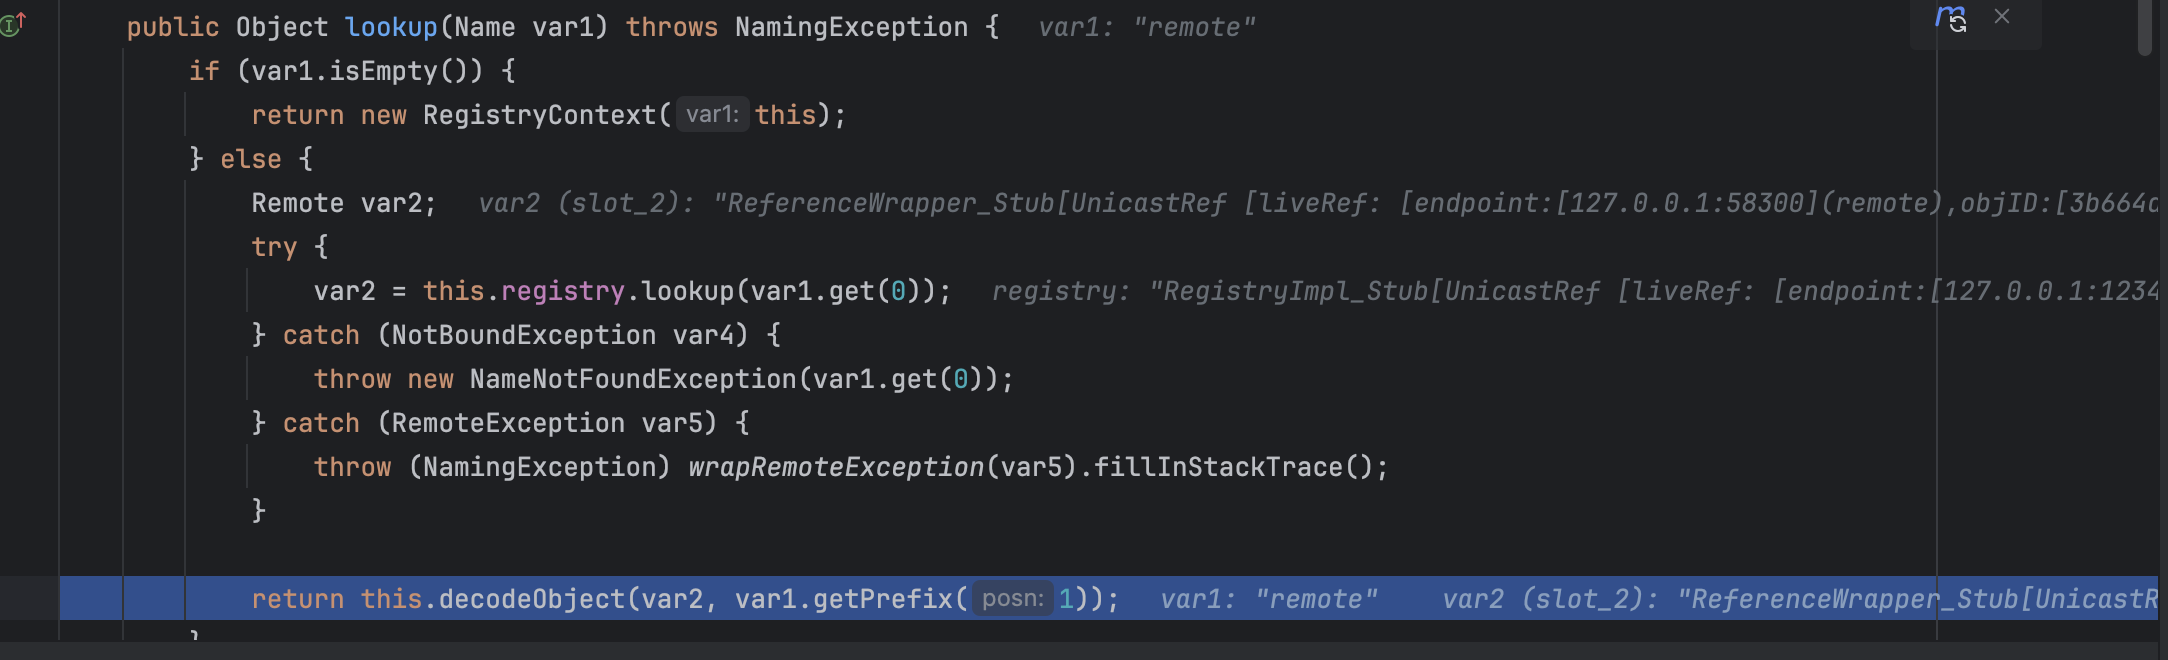 public Object lookup(Name var1) throws NamingException {   var1: "remote"
if (var1.isEmpty()) {
return new RegistryContext( var1: this);
} else {
Remote var2;   var2 (slot_2): "ReferenceWrapper_Stub[UnicastRef [liveRef: [endpoint:[127.0.0.1:58300](remote),objID:[3b664
try {
var2 = this.registry.lookup(var1.get(0));   registry: "RegistryImpl_Stub[UnicastRef [liveRef: [endpoint:[127.0.0.1:1234
} catch (NotBoundException var4) {
throw new NameNotFoundException(var1.get(0));
} catch (RemoteException var5) {
throw (NamingException) wrapRemoteException(var5).fillInStackTrace();
}
return this.decodeObject(var2, var1.getPrefix( posn: 1));   var1: "remote"   var2 (slot_2): "ReferenceWrapper_Stub[UnicastR
}